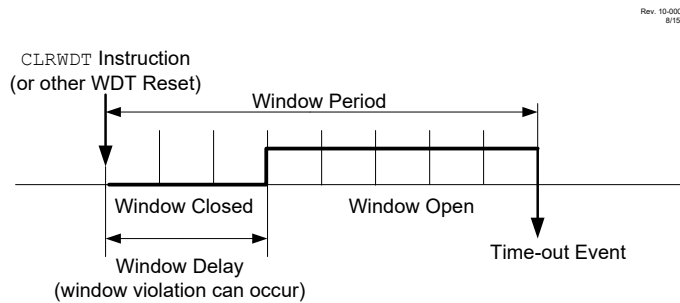 Rev. 10-000
8/15
CLRWDT Instruction
(or other WDT Reset)
Window Period
Window Closed
Window Open
Window Delay
(window violation can occur)
Time-out Event